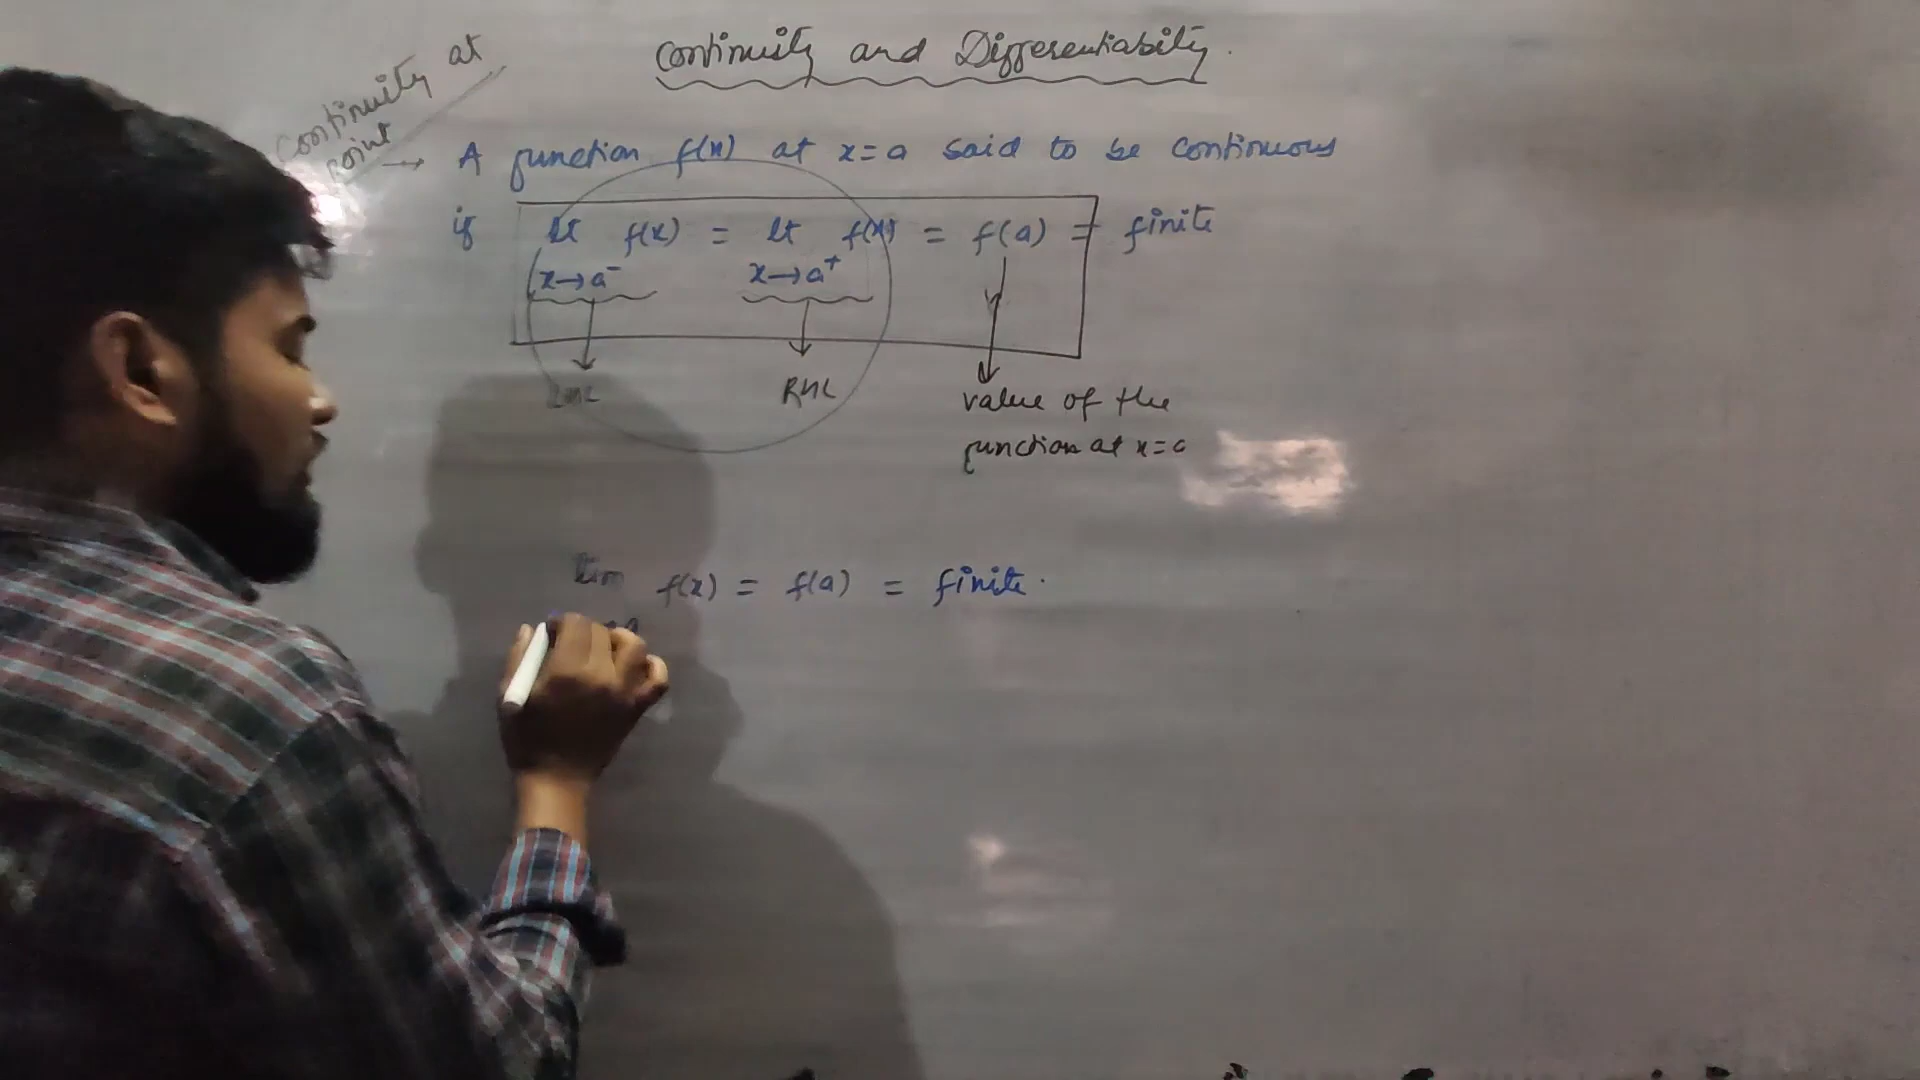 Continuity and Differentiability.
Continuity at
point
→ A function f(x) at x=a said to be continuous
if lt f(x) = lt f(x) = f(a) = finite
x→a⁻ x→a⁺
LHL RHL value of the
function at x=a
lim f(x) = f(a) = finite.